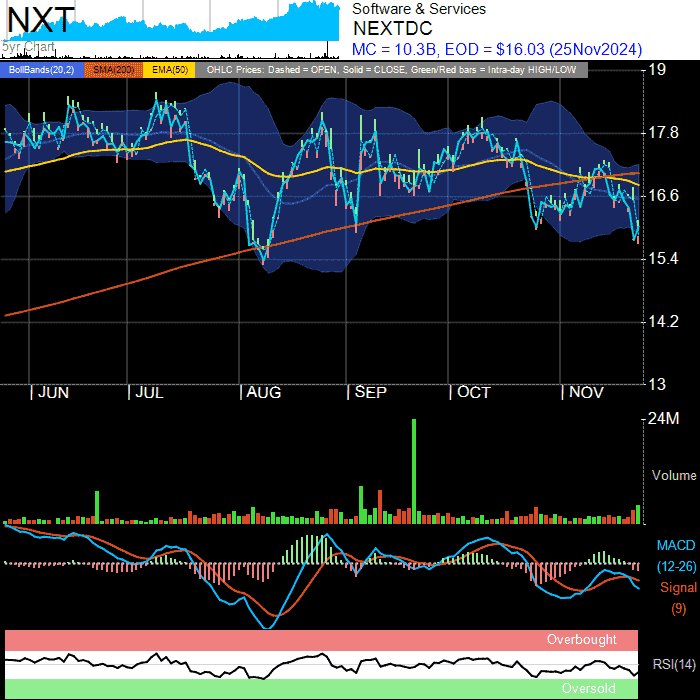 NXT
5yr Chart
Software & Services
NEXTDC
MC = 10.3B, EOD = $16.03 (25Nov2024)
BollBands(20,2) SMA(200) EMA(50) OHLC Prices: Dashed = OPEN, Solid = CLOSE, Green/Red bars = Intra-day HIGH/LOW
19
17.8
16.6
15.4
14.2
13
| JUN | JUL | AUG | SEP | OCT | NOV
24M
Volume
MACD
(12-26)
Signal
(9)
Overbought
RSI(14)
Oversold